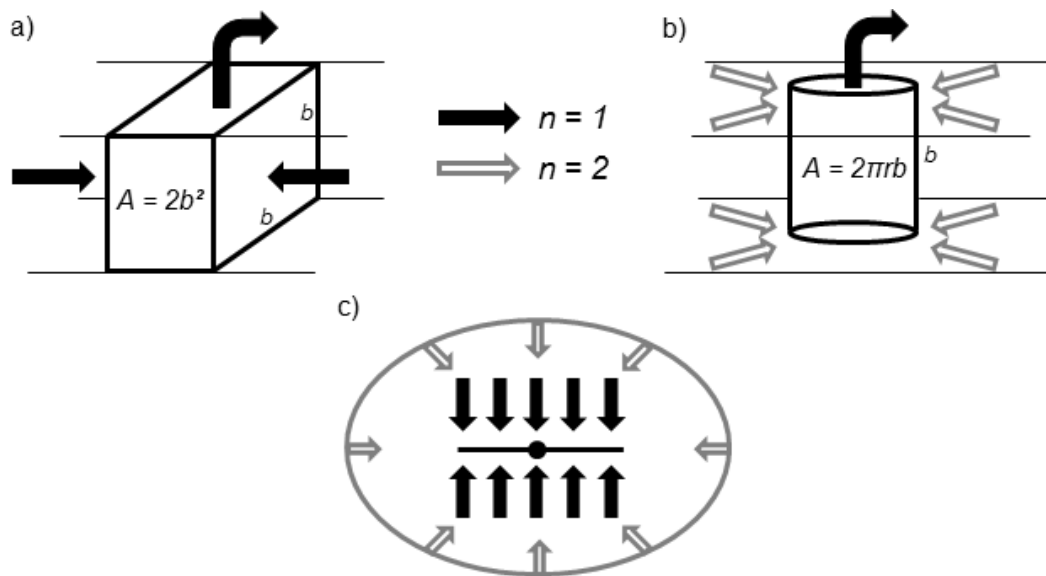 a)
b
A = 2b²
b
n = 1
n = 2
b)
A = 2πrb
b
c)